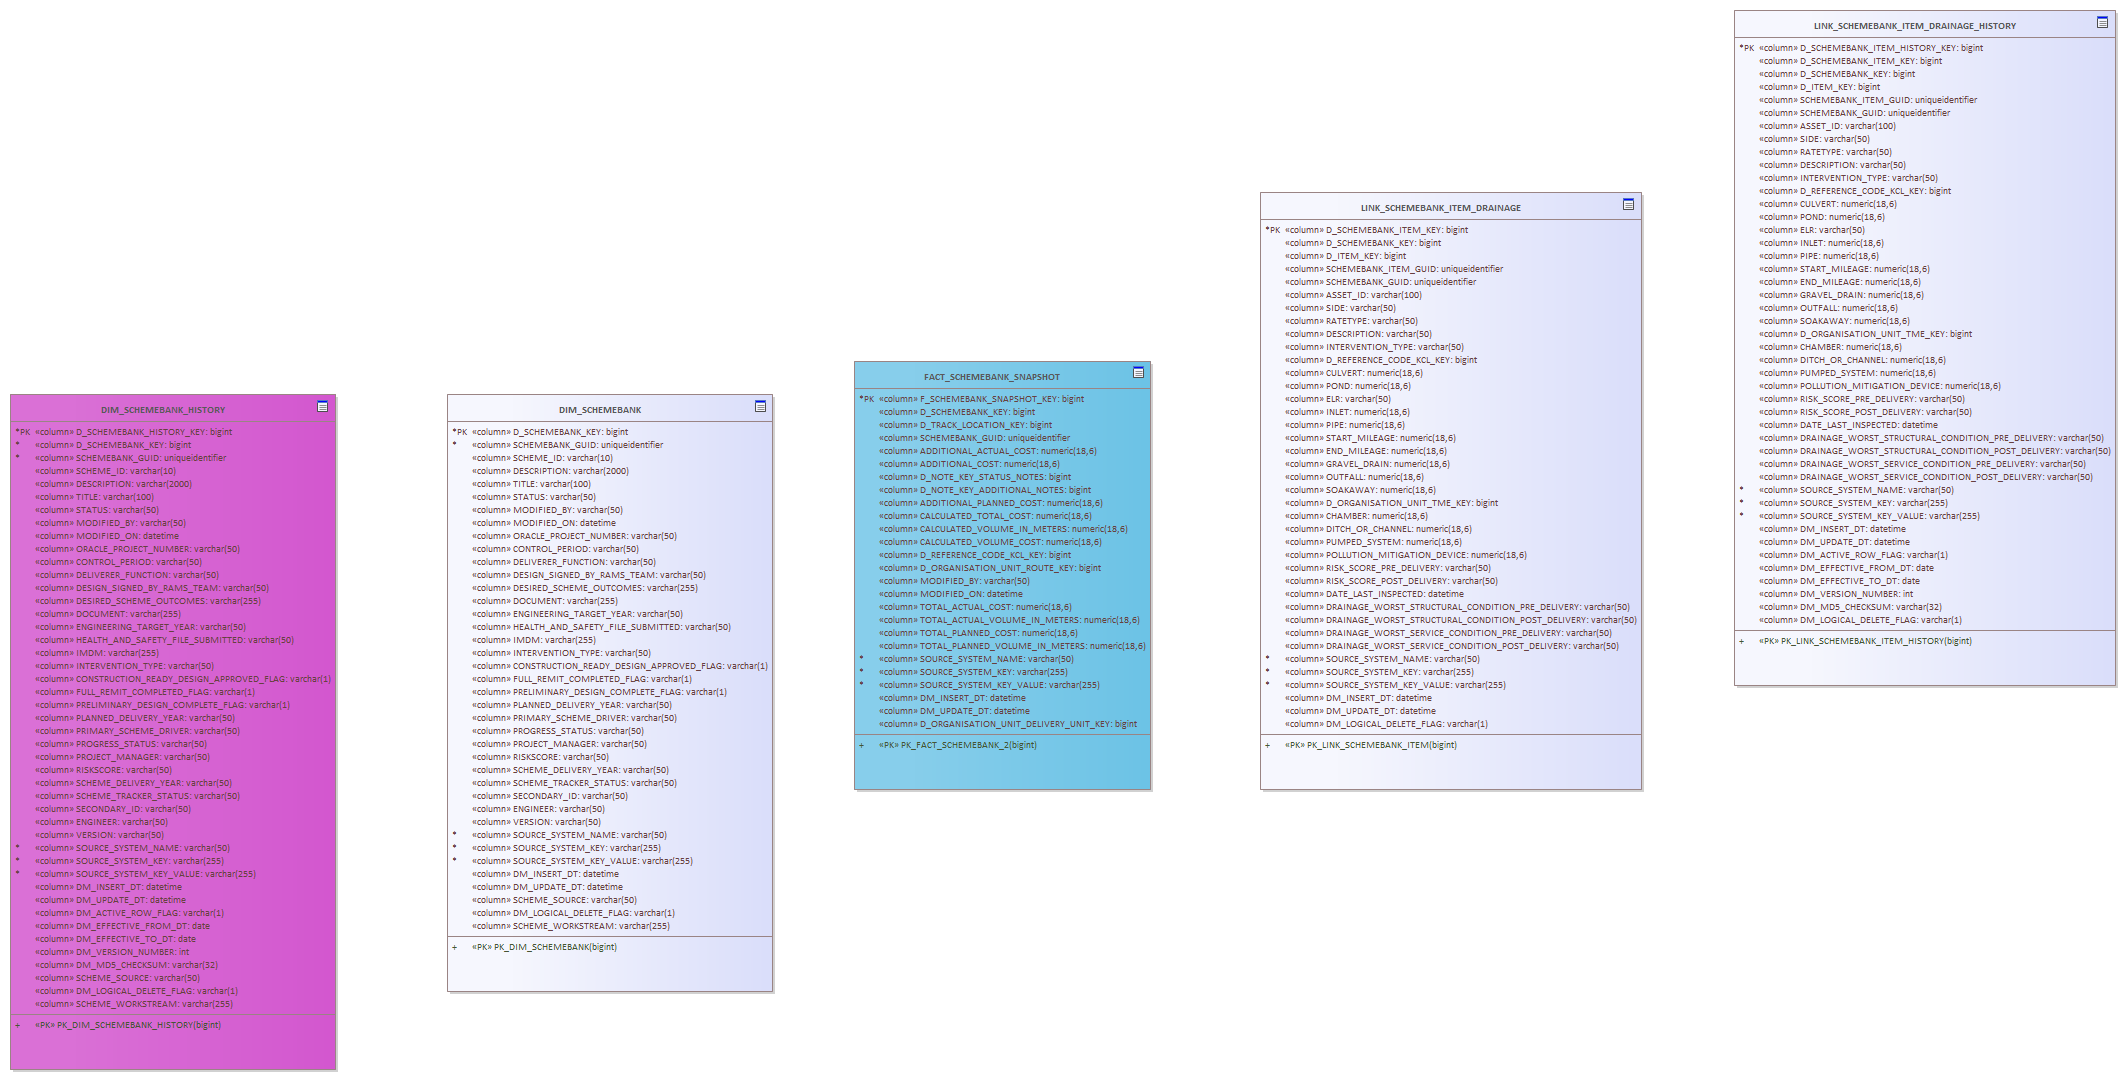 DIM_SCHEMEBANK_HISTORY
*PK «column» D_SCHEMEBANK_HISTORY_KEY: bigint
* «column» D_SCHEMEBANK_KEY: bigint
* «column» SCHEMEBANK_GUID: uniqueidentifier
«column» SCHEME_ID: varchar(10)
«column» DESCRIPTION: varchar(2000)
«column» TITLE: varchar(100)
«column» STATUS: varchar(50)
«column» MODIFIED_BY: varchar(50)
«column» MODIFIED_ON: datetime
«column» ORACLE_PROJECT_NUMBER: varchar(50)
«column» CONTROL_PERIOD: varchar(50)
«column» DELIVERER_FUNCTION: varchar(50)
«column» DESIGN_SIGNED_BY_RAMS_TEAM: varchar(50)
«column» DESIRED_SCHEME_OUTCOMES: varchar(255)
«column» DOCUMENT: varchar(255)
«column» ENGINEERING_TARGET_YEAR: varchar(50)
«column» HEALTH_AND_SAFETY_FILE_SUBMITTED: varchar(50)
«column» IMDM: varchar(255)
«column» INTERVENTION_TYPE: varchar(50)
«column» CONSTRUCTION_READY_DESIGN_APPROVED_FLAG: varchar(1)
«column» FULL_REMIT_COMPLETED_FLAG: varchar(1)
«column» PRELIMINARY_DESIGN_COMPLETE_FLAG: varchar(1)
«column» PLANNED_DELIVERY_YEAR: varchar(50)
«column» PRIMARY_SCHEME_DRIVER: varchar(50)
«column» PROGRESS_STATUS: varchar(50)
«column» PROJECT_MANAGER: varchar(50)
«column» RISKSCORE: varchar(50)
«column» SCHEME_DELIVERY_YEAR: varchar(50)
«column» SCHEME_TRACKER_STATUS: varchar(50)
«column» SECONDARY_ID: varchar(50)
«column» ENGINEER: varchar(50)
«column» VERSION: varchar(50)
* «column» SOURCE_SYSTEM_NAME: varchar(50)
* «column» SOURCE_SYSTEM_KEY: varchar(255)
* «column» SOURCE_SYSTEM_KEY_VALUE: varchar(255)
«column» DM_INSERT_DT: datetime
«column» DM_UPDATE_DT: datetime
«column» DM_ACTIVE_ROW_FLAG: varchar(1)
«column» DM_EFFECTIVE_FROM_DT: date
«column» DM_EFFECTIVE_TO_DT: date
«column» DM_VERSION_NUMBER: int
«column» DM_MD5_CHECKSUM: varchar(32)
«column» SCHEME_SOURCE: varchar(50)
«column» DM_LOGICAL_DELETE_FLAG: varchar(1)
«column» SCHEME_WORKSTREAM: varchar(255)
+ «PK» PK_DIM_SCHEMEBANK_HISTORY(bigint)
DIM_SCHEMEBANK
*PK «column» D_SCHEMEBANK_KEY: bigint
* «column» SCHEMEBANK_GUID: uniqueidentifier
«column» SCHEME_ID: varchar(10)
«column» DESCRIPTION: varchar(2000)
«column» TITLE: varchar(100)
«column» STATUS: varchar(50)
«column» MODIFIED_BY: varchar(50)
«column» MODIFIED_ON: datetime
«column» ORACLE_PROJECT_NUMBER: varchar(50)
«column» CONTROL_PERIOD: varchar(50)
«column» DELIVERER_FUNCTION: varchar(50)
«column» DESIGN_SIGNED_BY_RAMS_TEAM: varchar(50)
«column» DESIRED_SCHEME_OUTCOMES: varchar(255)
«column» DOCUMENT: varchar(255)
«column» ENGINEERING_TARGET_YEAR: varchar(50)
«column» HEALTH_AND_SAFETY_FILE_SUBMITTED: varchar(50)
«column» IMDM: varchar(255)
«column» INTERVENTION_TYPE: varchar(50)
«column» CONSTRUCTION_READY_DESIGN_APPROVED_FLAG: varchar(1)
«column» FULL_REMIT_COMPLETED_FLAG: varchar(1)
«column» PRELIMINARY_DESIGN_COMPLETE_FLAG: varchar(1)
«column» PLANNED_DELIVERY_YEAR: varchar(50)
«column» PRIMARY_SCHEME_DRIVER: varchar(50)
«column» PROGRESS_STATUS: varchar(50)
«column» PROJECT_MANAGER: varchar(50)
«column» RISKSCORE: varchar(50)
«column» SCHEME_DELIVERY_YEAR: varchar(50)
«column» SCHEME_TRACKER_STATUS: varchar(50)
«column» SECONDARY_ID: varchar(50)
«column» ENGINEER: varchar(50)
«column» VERSION: varchar(50)
* «column» SOURCE_SYSTEM_NAME: varchar(50)
* «column» SOURCE_SYSTEM_KEY: varchar(255)
* «column» SOURCE_SYSTEM_KEY_VALUE: varchar(255)
«column» DM_INSERT_DT: datetime
«column» DM_UPDATE_DT: datetime
«column» SCHEME_SOURCE: varchar(50)
«column» DM_LOGICAL_DELETE_FLAG: varchar(1)
«column» SCHEME_WORKSTREAM: varchar(255)
+ «PK» PK_DIM_SCHEMEBANK(bigint)
FACT_SCHEMEBANK_SNAPSHOT
*PK «column» F_SCHEMEBANK_SNAPSHOT_KEY: bigint
«column» D_SCHEMEBANK_KEY: bigint
«column» D_TRACK_LOCATION_KEY: bigint
«column» SCHEMEBANK_GUID: uniqueidentifier
«column» ADDITIONAL_ACTUAL_COST: numeric(18,6)
«column» ADDITIONAL_COST: numeric(18,6)
«column» D_NOTE_KEY_STATUS_NOTES: bigint
«column» D_NOTE_KEY_ADDITIONAL_NOTES: bigint
«column» ADDITIONAL_PLANNED_COST: numeric(18,6)
«column» CALCULATED_TOTAL_COST: numeric(18,6)
«column» CALCULATED_VOLUME_IN_METERS: numeric(18,6)
«column» CALCULATED_VOLUME_COST: numeric(18,6)
«column» D_REFERENCE_CODE_KCL_KEY: bigint
«column» D_ORGANISATION_UNIT_ROUTE_KEY: bigint
«column» MODIFIED_BY: varchar(50)
«column» MODIFIED_ON: datetime
«column» TOTAL_ACTUAL_COST: numeric(18,6)
«column» TOTAL_ACTUAL_VOLUME_IN_METERS: numeric(18,6)
«column» TOTAL_PLANNED_COST: numeric(18,6)
«column» TOTAL_PLANNED_VOLUME_IN_METERS: numeric(18,6)
* «column» SOURCE_SYSTEM_NAME: varchar(50)
* «column» SOURCE_SYSTEM_KEY: varchar(255)
* «column» SOURCE_SYSTEM_KEY_VALUE: varchar(255)
«column» DM_INSERT_DT: datetime
«column» DM_UPDATE_DT: datetime
«column» D_ORGANISATION_UNIT_DELIVERY_UNIT_KEY: bigint
+ «PK» PK_FACT_SCHEMEBANK_2(bigint)
LINK_SCHEMEBANK_ITEM_DRAINAGE
*PK «column» D_SCHEMEBANK_ITEM_KEY: bigint
«column» D_SCHEMEBANK_KEY: bigint
«column» D_ITEM_KEY: bigint
«column» SCHEMEBANK_ITEM_GUID: uniqueidentifier
«column» SCHEMEBANK_GUID: uniqueidentifier
«column» ASSET_ID: varchar(100)
«column» SIDE: varchar(50)
«column» RATETYPE: varchar(50)
«column» DESCRIPTION: varchar(50)
«column» INTERVENTION_TYPE: varchar(50)
«column» D_REFERENCE_CODE_KCL_KEY: bigint
«column» CULVERT: numeric(18,6)
«column» POND: numeric(18,6)
«column» ELR: varchar(50)
«column» INLET: numeric(18,6)
«column» PIPE: numeric(18,6)
«column» START_MILEAGE: numeric(18,6)
«column» END_MILEAGE: numeric(18,6)
«column» GRAVEL_DRAIN: numeric(18,6)
«column» OUTFALL: numeric(18,6)
«column» SOAKAWAY: numeric(18,6)
«column» D_ORGANISATION_UNIT_TME_KEY: bigint
«column» CHAMBER: numeric(18,6)
«column» DITCH_OR_CHANNEL: numeric(18,6)
«column» PUMPED_SYSTEM: numeric(18,6)
«column» POLLUTION_MITIGATION_DEVICE: numeric(18,6)
«column» RISK_SCORE_PRE_DELIVERY: varchar(50)
«column» RISK_SCORE_POST_DELIVERY: varchar(50)
«column» DATE_LAST_INSPECTED: datetime
«column» DRAINAGE_WORST_STRUCTURAL_CONDITION_PRE_DELIVERY: varchar(50)
«column» DRAINAGE_WORST_STRUCTURAL_CONDITION_POST_DELIVERY: varchar(50)
«column» DRAINAGE_WORST_SERVICE_CONDITION_PRE_DELIVERY: varchar(50)
«column» DRAINAGE_WORST_SERVICE_CONDITION_POST_DELIVERY: varchar(50)
* «column» SOURCE_SYSTEM_NAME: varchar(50)
* «column» SOURCE_SYSTEM_KEY: varchar(255)
* «column» SOURCE_SYSTEM_KEY_VALUE: varchar(255)
«column» DM_INSERT_DT: datetime
«column» DM_UPDATE_DT: datetime
«column» DM_LOGICAL_DELETE_FLAG: varchar(1)
+ «PK» PK_LINK_SCHEMEBANK_ITEM(bigint)
LINK_SCHEMEBANK_ITEM_DRAINAGE_HISTORY
*PK «column» D_SCHEMEBANK_ITEM_HISTORY_KEY: bigint
«column» D_SCHEMEBANK_ITEM_KEY: bigint
«column» D_SCHEMEBANK_KEY: bigint
«column» D_ITEM_KEY: bigint
«column» SCHEMEBANK_ITEM_GUID: uniqueidentifier
«column» SCHEMEBANK_GUID: uniqueidentifier
«column» ASSET_ID: varchar(100)
«column» SIDE: varchar(50)
«column» RATETYPE: varchar(50)
«column» DESCRIPTION: varchar(50)
«column» INTERVENTION_TYPE: varchar(50)
«column» D_REFERENCE_CODE_KCL_KEY: bigint
«column» CULVERT: numeric(18,6)
«column» POND: numeric(18,6)
«column» ELR: varchar(50)
«column» INLET: numeric(18,6)
«column» PIPE: numeric(18,6)
«column» START_MILEAGE: numeric(18,6)
«column» END_MILEAGE: numeric(18,6)
«column» GRAVEL_DRAIN: numeric(18,6)
«column» OUTFALL: numeric(18,6)
«column» SOAKAWAY: numeric(18,6)
«column» D_ORGANISATION_UNIT_TME_KEY: bigint
«column» CHAMBER: numeric(18,6)
«column» DITCH_OR_CHANNEL: numeric(18,6)
«column» PUMPED_SYSTEM: numeric(18,6)
«column» POLLUTION_MITIGATION_DEVICE: numeric(18,6)
«column» RISK_SCORE_PRE_DELIVERY: varchar(50)
«column» RISK_SCORE_POST_DELIVERY: varchar(50)
«column» DATE_LAST_INSPECTED: datetime
«column» DRAINAGE_WORST_STRUCTURAL_CONDITION_PRE_DELIVERY: varchar(50)
«column» DRAINAGE_WORST_STRUCTURAL_CONDITION_POST_DELIVERY: varchar(50)
«column» DRAINAGE_WORST_SERVICE_CONDITION_PRE_DELIVERY: varchar(50)
«column» DRAINAGE_WORST_SERVICE_CONDITION_POST_DELIVERY: varchar(50)
* «column» SOURCE_SYSTEM_NAME: varchar(50)
* «column» SOURCE_SYSTEM_KEY: varchar(255)
* «column» SOURCE_SYSTEM_KEY_VALUE: varchar(255)
«column» DM_INSERT_DT: datetime
«column» DM_UPDATE_DT: datetime
«column» DM_ACTIVE_ROW_FLAG: varchar(1)
«column» DM_EFFECTIVE_FROM_DT: date
«column» DM_EFFECTIVE_TO_DT: date
«column» DM_VERSION_NUMBER: int
«column» DM_MD5_CHECKSUM: varchar(32)
«column» DM_LOGICAL_DELETE_FLAG: varchar(1)
+ «PK» PK_LINK_SCHEMEBANK_ITEM_HISTORY(bigint)